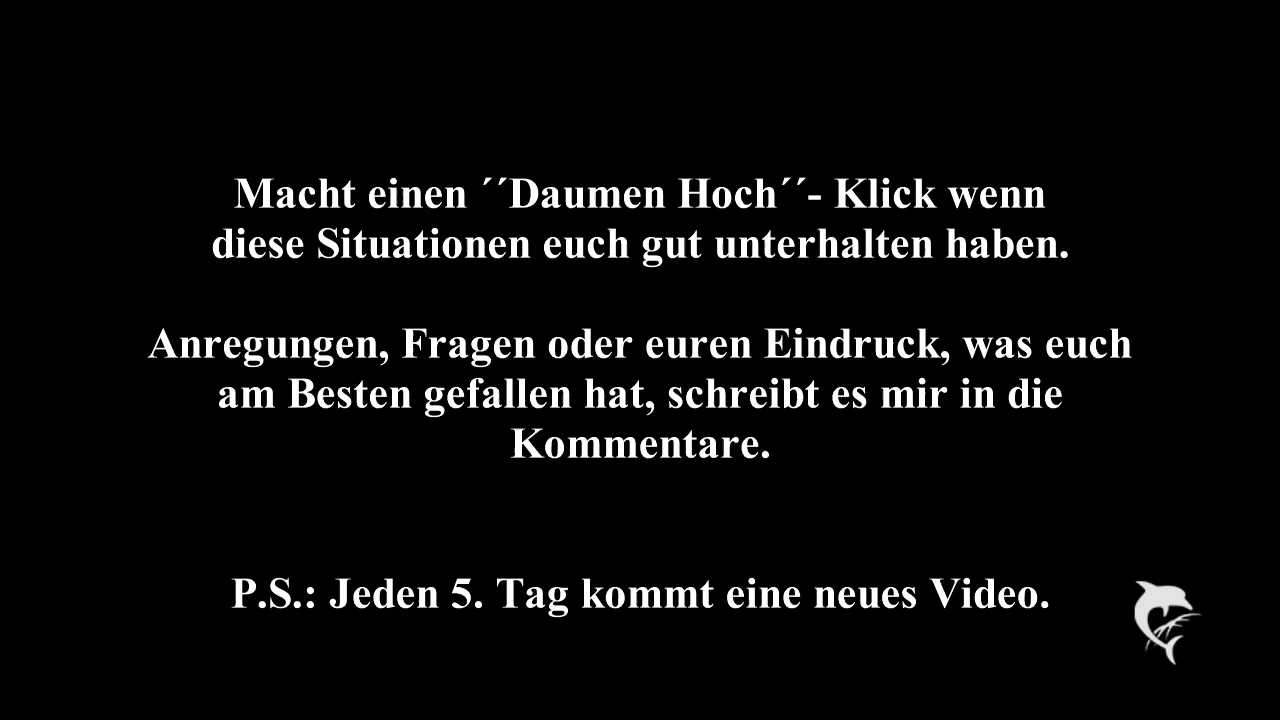 Macht einen ´´Daumen Hoch´´- Klick wenn
diese Situationen euch gut unterhalten haben.
Anregungen, Fragen oder euren Eindruck, was euch
am Besten gefallen hat, schreibt es mir in die
Kommentare.
P.S.: Jeden 5. Tag kommt eine neues Video.